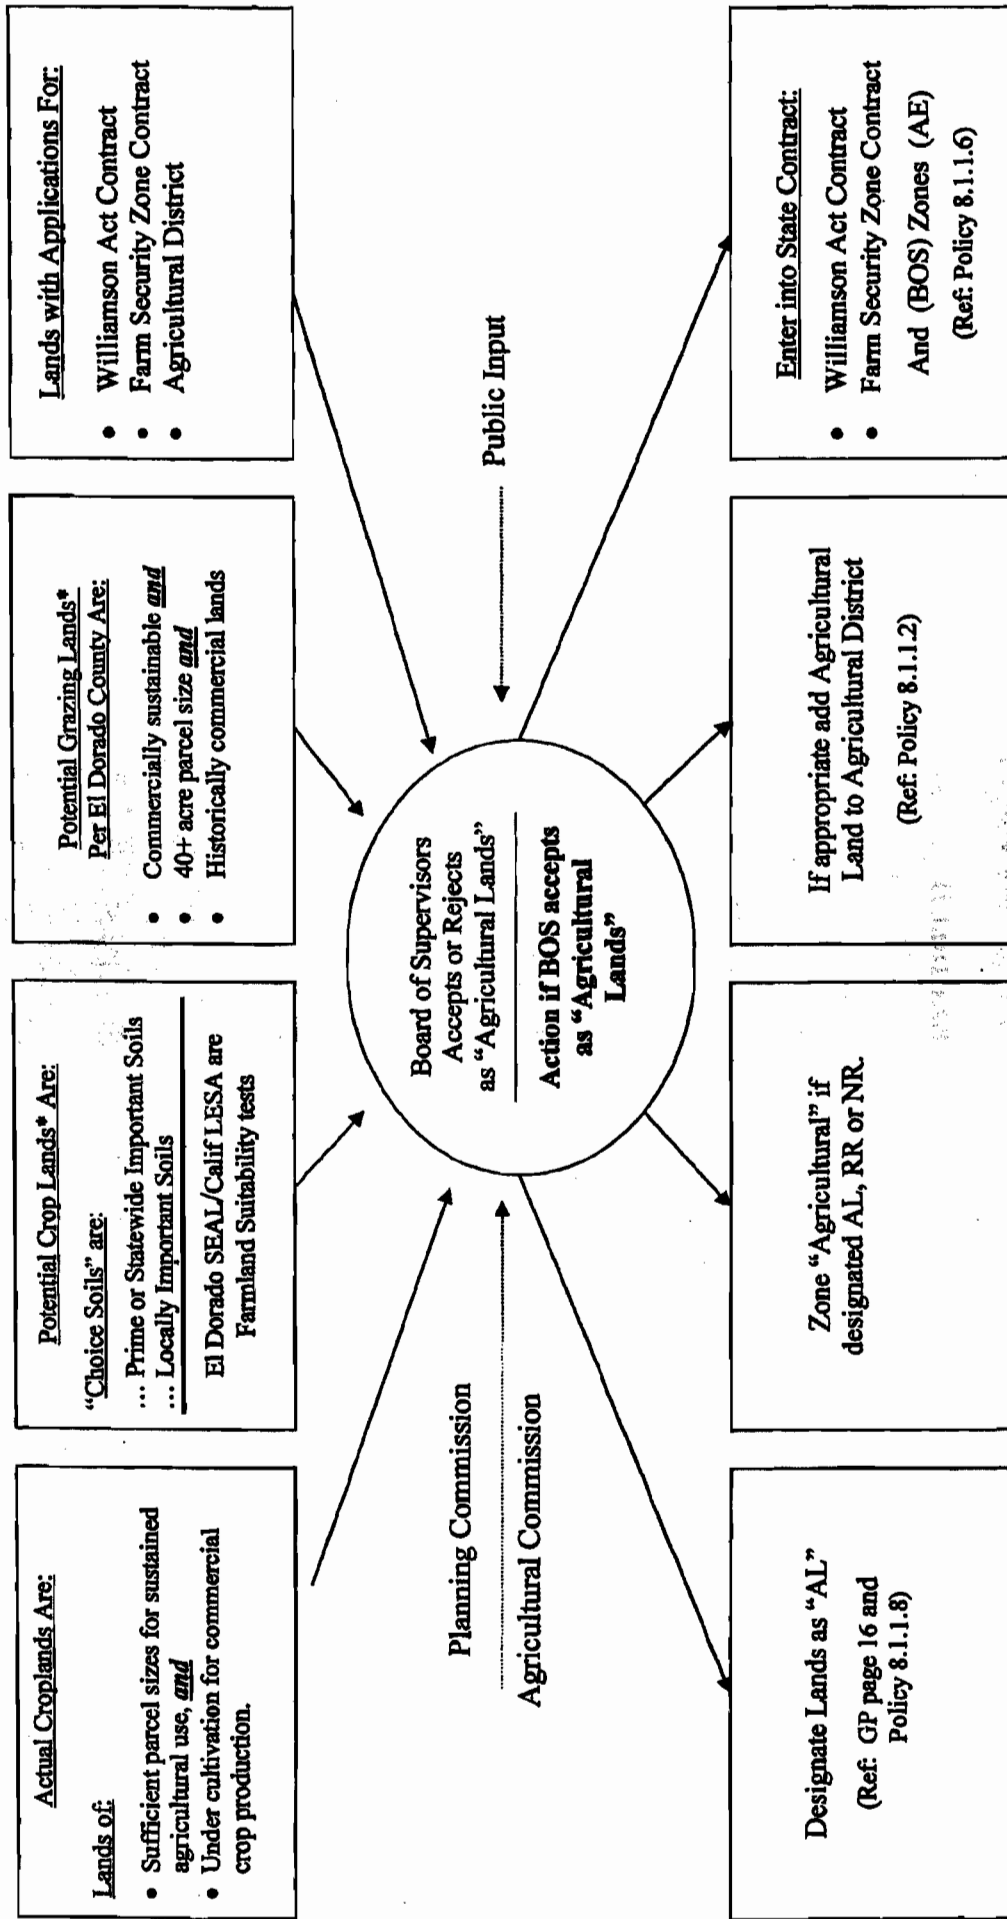 Actual Croplands Are:
Lands of:
• Sufficient parcel sizes for sustained
agricultural use, and
• Under cultivation for commercial
crop production.
Potential Crop Lands* Are:
“Choice Soils” are:
… Prime or Statewide Important Soils
… Locally Important Soils
El Dorado SEAL/Calif LESA are
Farmland Suitability tests
Potential Grazing Lands*
Per El Dorado County Are:
• Commercially sustainable and
• 40+ acre parcel size and
• Historically commercial lands
Lands with Applications For:
• Williamson Act Contract
• Farm Security Zone Contract
• Agricultural District
Planning Commission
Agricultural Commission
Board of Supervisors
Accepts or Rejects
as “Agricultural Lands”
Action if BOS accepts
as “Agricultural
Lands”
Public Input
Designate Lands as “AL”
(Ref: GP page 16 and
Policy 8.1.1.8)
Zone “Agricultural” if
designated AL, RR or NR.
If appropriate add Agricultural
Land to Agricultural District
(Ref: Policy 8.1.1.2)
Enter into State Contract:
• Williamson Act Contract
• Farm Security Zone Contract
And (BOS) Zones (AE)
(Ref: Policy 8.1.1.6)